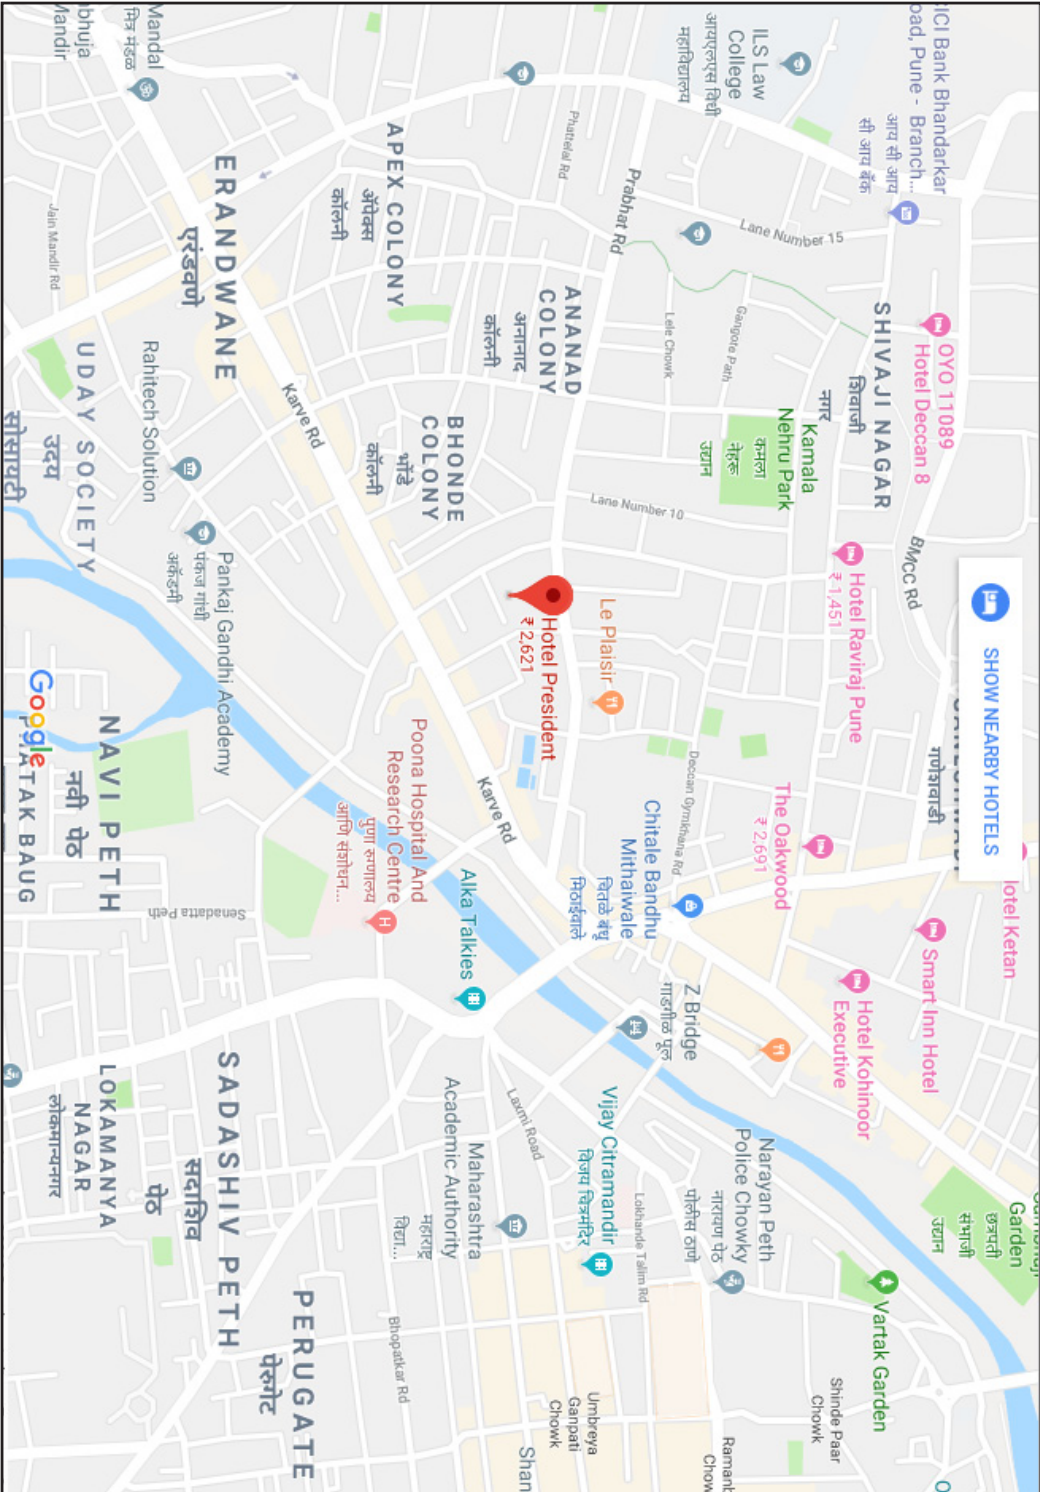 SHOW NEARBY HOTELS
गणेशवाडी
Hotel Ketan
ICICI Bank Bhandarkar
Road, Pune - Branch...
आय सी आय
सी आय बँक
ILS Law
College
आयएलएस विधी
महाविद्यालय
Mandal
मित्र मंडळ
Mandir
Lane Number 15
Prabhat Rd
Phattelal Rd
OYO 11089
Hotel Deccan 8
SHIVAJI NAGAR
शिवाजी
नगर
BMCC Rd
Gangote Path
Lele Chowk
Kamala
Nehru Park
कमला
नेहरू
उद्यान
Hotel Raviraj Pune
₹ 1,451
Lane Number 10
ANANAD
COLONY
अनानाद
कॉलनी
APEX COLONY
ॲपेक्स
कॉलनी
BHONDE
COLONY
भोंडे
कॉलनी
ERANDWANE
एरंडवणे
Jain Mandir Rd
Karve Rd
Le Plaisir
Hotel President
₹ 2,621
Deccan Gymkhana Rd
The Oakwood
₹ 2,691
Smart Inn Hotel
Hotel Kohinoor
Executive
Chitale Bandhu
Mithaiwale
चितळे बंधू
मिठाईवाले
Karve Rd
Z Bridge
गाडगीळ पूल
Rahitech Solution
UDAY SOCIETY
उदय
सोसायटी
Pankaj Gandhi Academy
पंकज गांधी
अकॅडमी
Poona Hospital And
Research Centre
पुणा रुग्णालय
आणि संशोधन...
Alka Talkies
Garden
छत्रपती
संभाजी
उद्यान
Vartak Garden
Narayan Peth
Police Chowky
नारायण पेठ
पोलीस ठाणे
Vijay Citramandir
विजय चित्रमंदिर
Lokhande Talim Rd
Laxmi Road
Maharashtra
Academic Authority
महाराष्ट्र
विद्या...
Shinde Paar
Chowk
Umbreya
Ganpati
Chowk
Bhopatkar Rd
NAVI PETH
नवी पेठ
Senadatta Peth
SADASHIV PETH
सदाशिव
पेठ
LOKAMANYA
NAGAR
लोकमान्यनगर
PERUGATE
पेरुगेट
Google